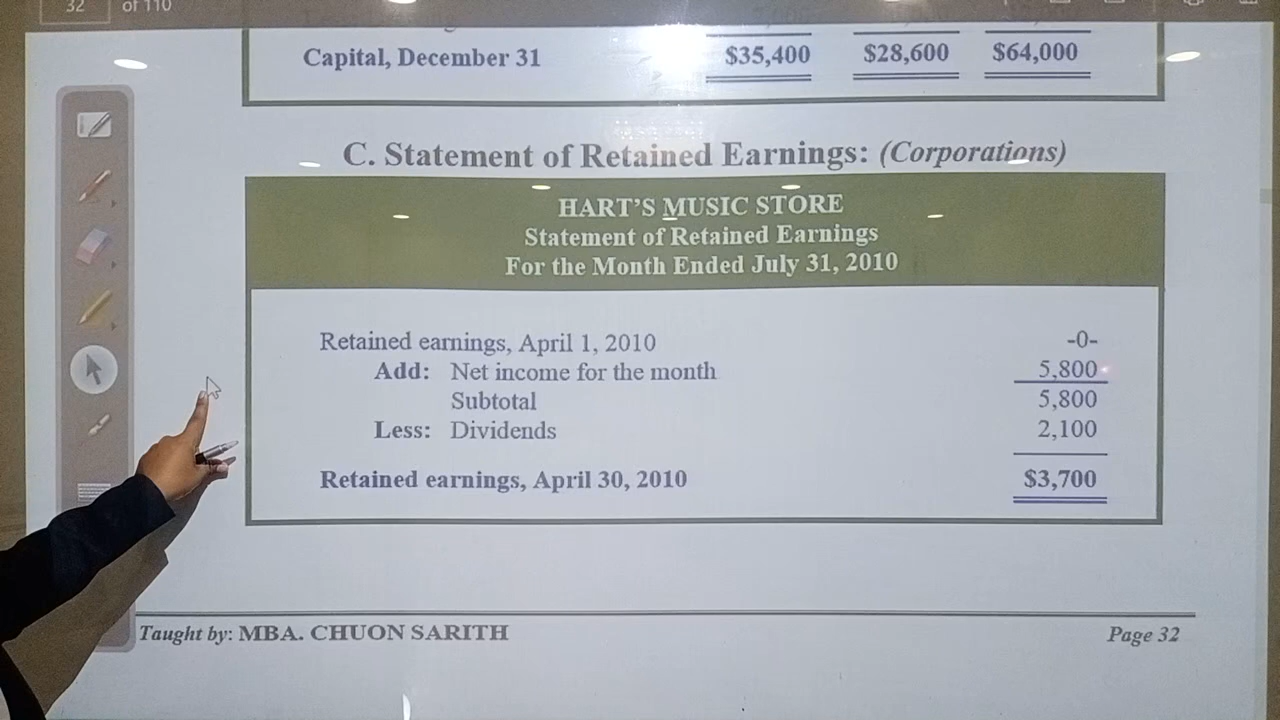 32 of 110
Capital, December 31 $35,400 $28,600 $64,000
C. Statement of Retained Earnings: (Corporations)
HART'S MUSIC STORE
Statement of Retained Earnings
For the Month Ended July 31, 2010
Retained earnings, April 1, 2010 -0-
Add: Net income for the month 5,800
Subtotal 5,800
Less: Dividends 2,100
Retained earnings, April 30, 2010 $3,700
Taught by: MBA. CHUON SARITH Page 32